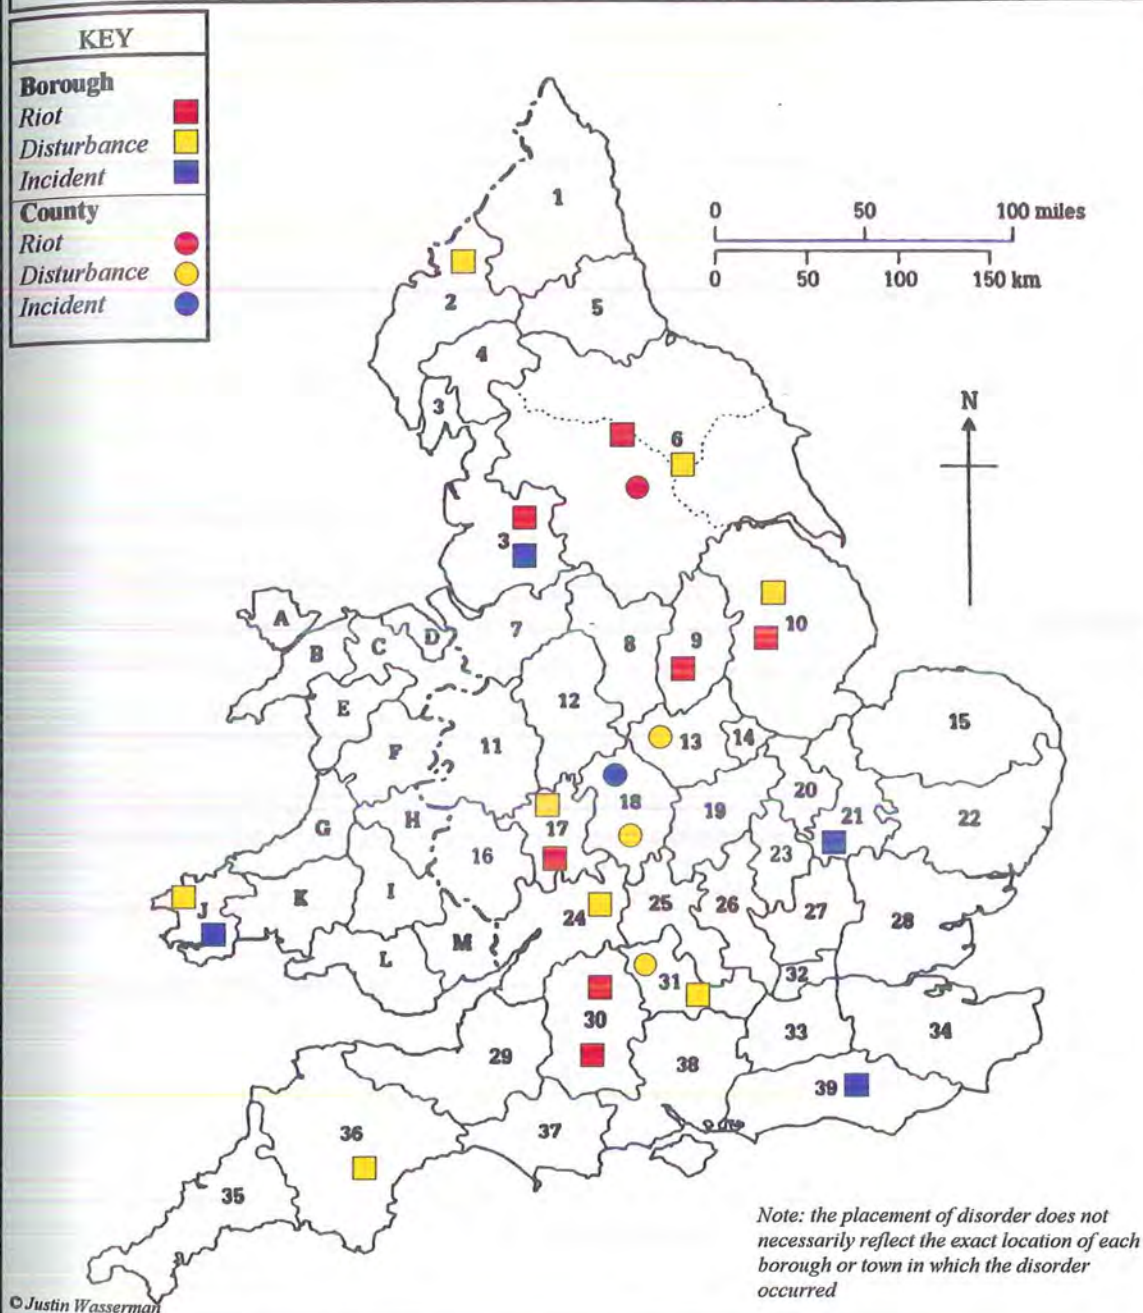 KEY
Borough
Riot
Disturbance
Incident
County
Riot
Disturbance
Incident
0 50 100 miles
0 50 100 150 km
N
1
2
5
4
3
6
3
A
B
C
D
7
8
9
10
E
12
F
11
13
14
15
G
H
16
17
18
19
20
21
22
23
I
J
K
24
25
26
27
28
L
M
31
32
30
33
34
29
38
39
36
37
35
Note: the placement of disorder does not
necessarily reflect the exact location of each
borough or town in which the disorder
occurred
© Justin Wasserman